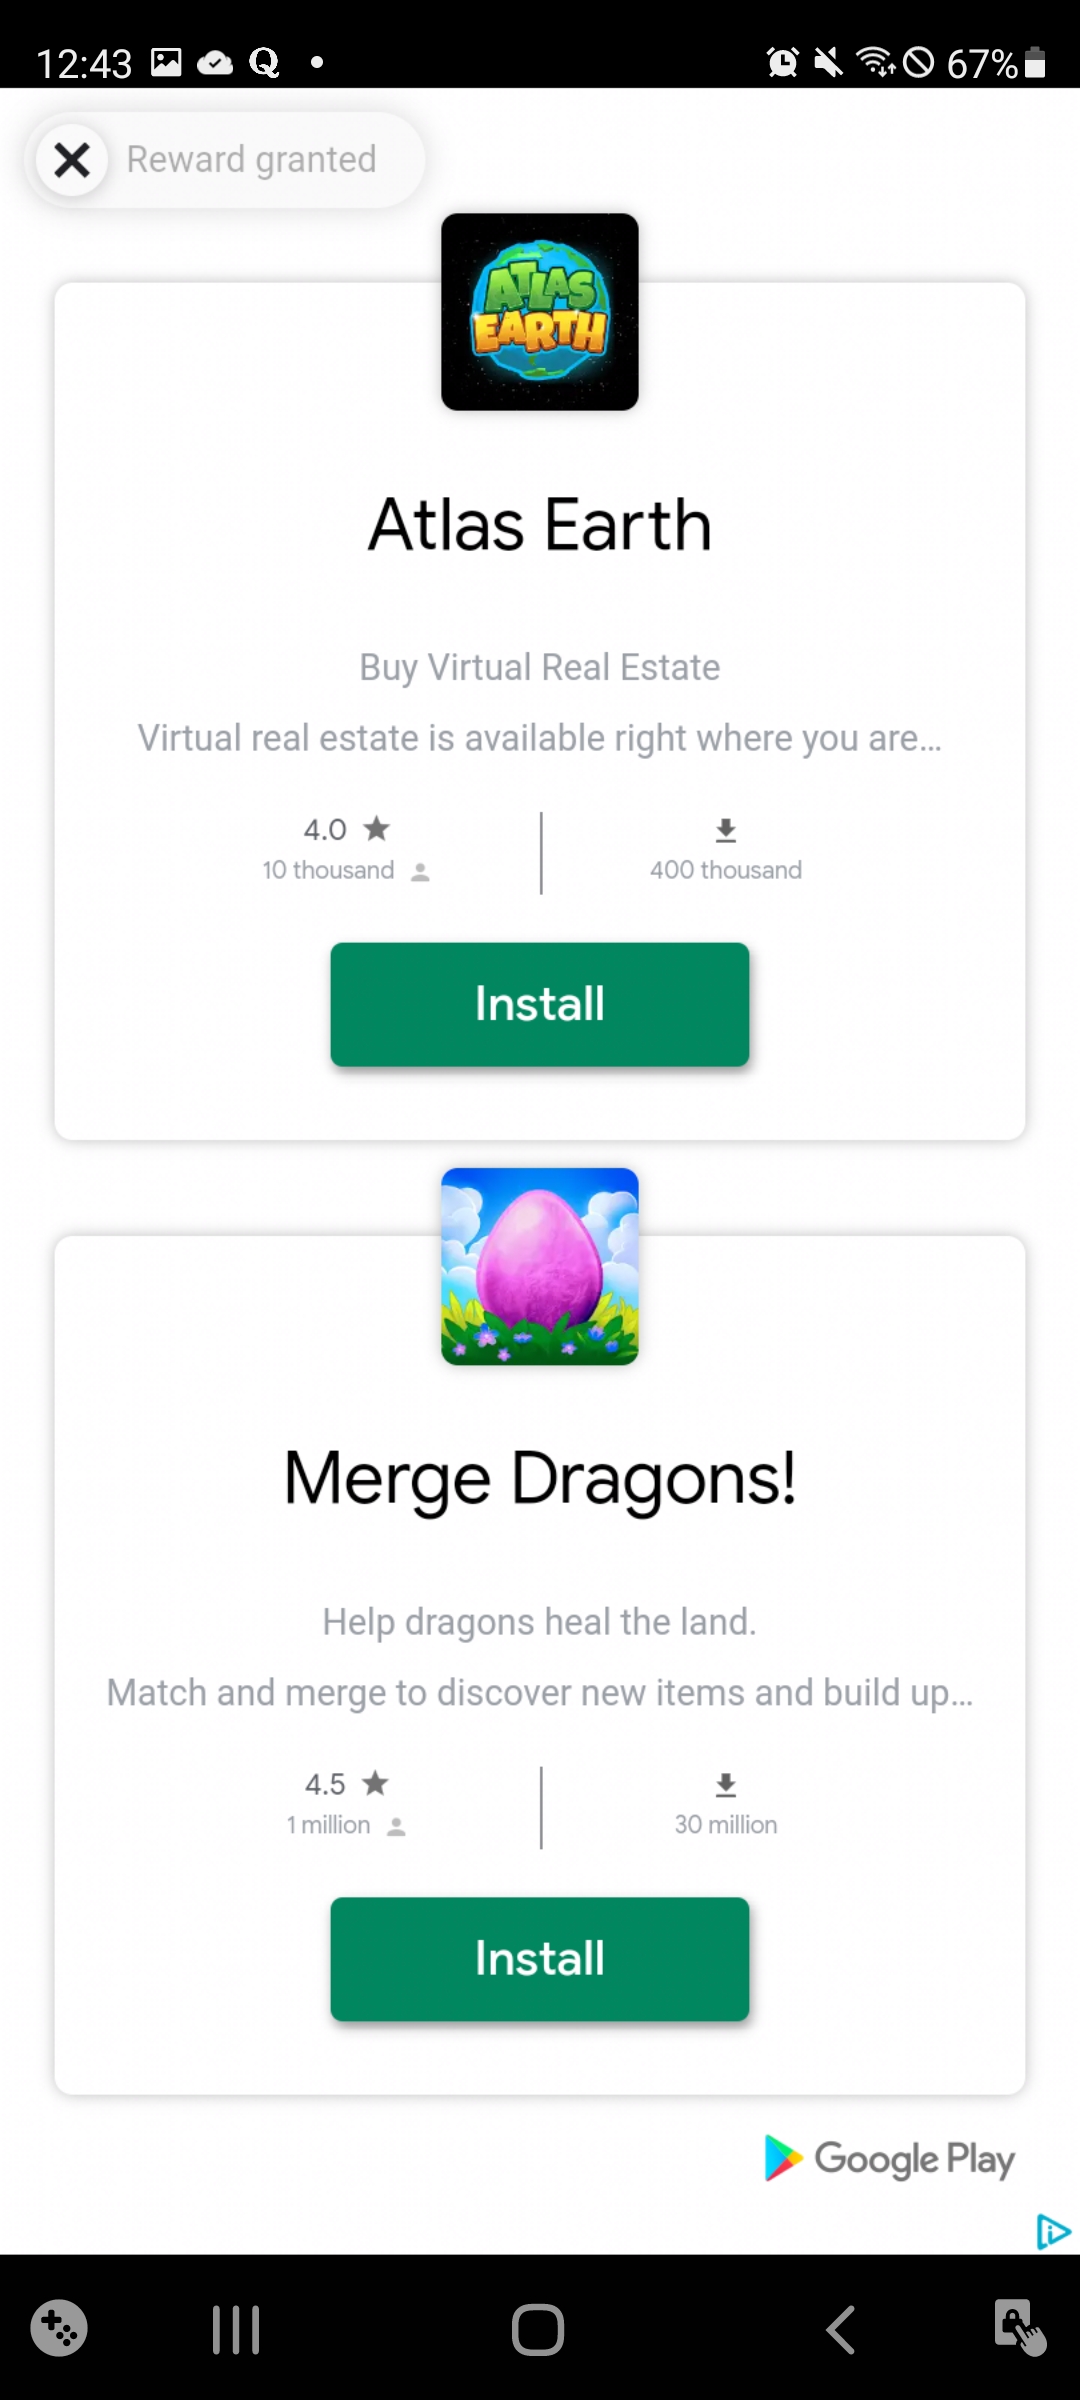 12:43 Q 67%
Reward granted
ATLAS
EARTH
Atlas Earth
Buy Virtual Real Estate
Virtual real estate is available right where you are...
4.0
10 thousand
400 thousand
Install
Merge Dragons!
Help dragons heal the land.
Match and merge to discover new items and build up...
4.5
1 million
30 million
Install
Google Play